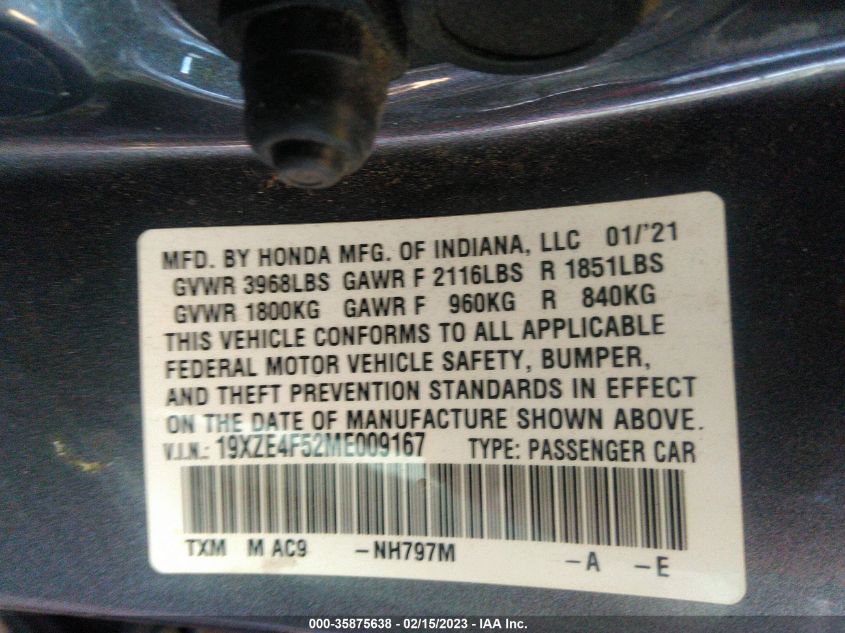 MFD. BY HONDA MFG. OF INDIANA, LLC 01/'21
GVWR 3968LBS GAWR F 2116LBS R 1851LBS
GVWR 1800KG GAWR F 960KG R 840KG
THIS VEHICLE CONFORMS TO ALL APPLICABLE
FEDERAL MOTOR VEHICLE SAFETY, BUMPER,
AND THEFT PREVENTION STANDARDS IN EFFECT
ON THE DATE OF MANUFACTURE SHOWN ABOVE.
V.I.N.: 19XZE4F52ME009167 TYPE: PASSENGER CAR
TXM M AC9 -NH797M -A -E
000-35875638 - 02/15/2023 - IAA Inc.